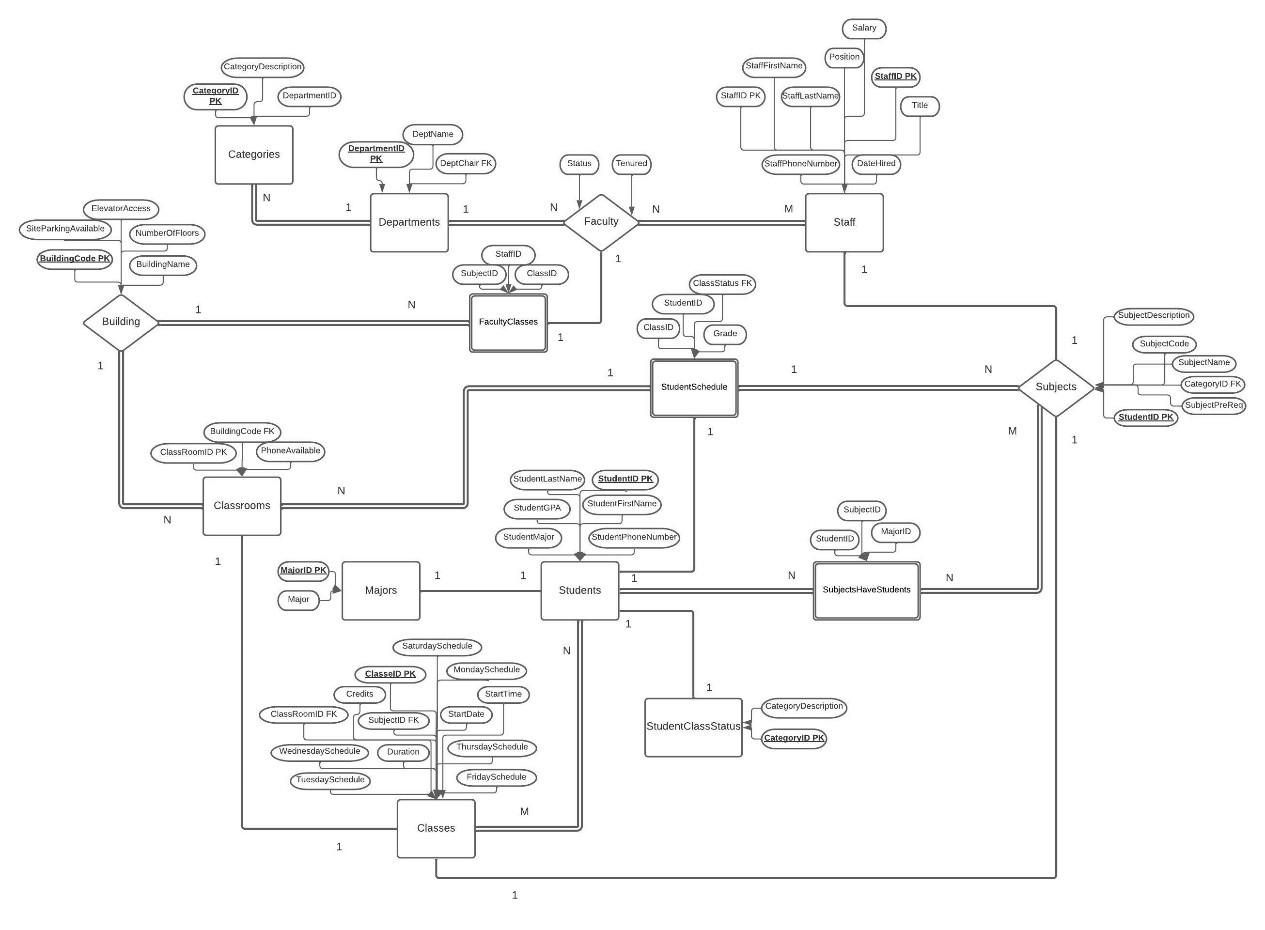 Salary
Position
StaffFirstName
StaffID PK
StaffID PK
StaffLastName
Title
StaffPhoneNumber
DateHired
Staff
CategoryDescription
CategoryID
PK
DepartmentID
Categories
N
DeptName
DepartmentID
PK
DeptChair FK
1
Departments
1
Status
Tenured
N
Faculty
N
M
1
1
ElevatorAccess
SiteParkingAvailable
NumberOfFloors
BuildingCode PK
BuildingName
Building
1
1
N
StaffID
SubjectID
ClassID
FacultyClasses
1
ClassStatus FK
StudentID
ClassID
Grade
StudentSchedule
1
1
N
1
SubjectDescription
SubjectCode
SubjectName
CategoryID FK
SubjectPreReq
StudentID PK
Subjects
1
M
1
BuildingCode FK
ClassRoomID PK
PhoneAvailable
Classrooms
N
N
1
StudentLastName
StudentID PK
StudentGPA
StudentFirstName
StudentMajor
StudentPhoneNumber
Students
1
1
1
N
SubjectID
StudentID
MajorID
SubjectsHaveStudents
N
N
MajorID PK
Major
Majors
1
SaturdaySchedule
ClasseID PK
MondaySchedule
Credits
StartTime
ClassRoomID FK
SubjectID FK
StartDate
WednesdaySchedule
Duration
ThursdaySchedule
TuesdaySchedule
FridaySchedule
Classes
M
1
1
1
StudentClassStatus
CategoryDescription
CategoryID PK